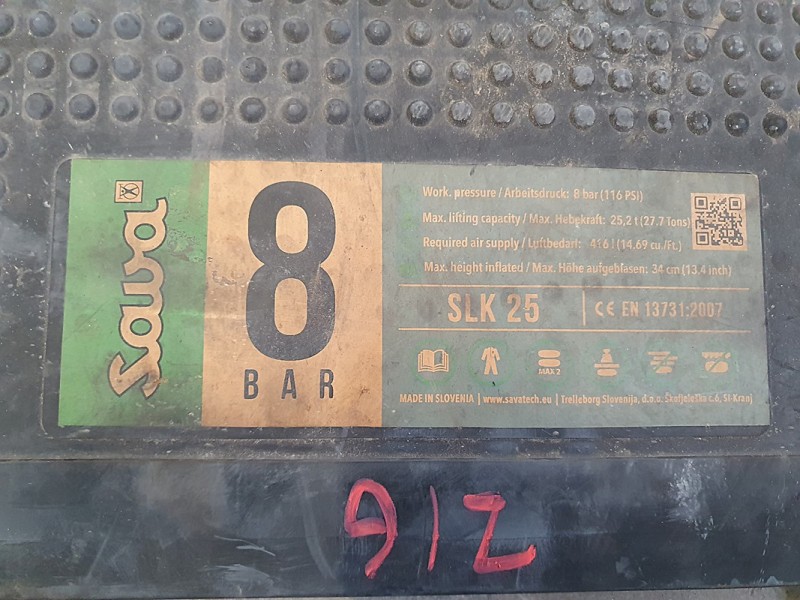 Sava
8
BAR
Work. pressure / Arbeitsdruck: 8 bar (116 PSI)
Max. lifting capacity / Max. Hebekraft: 25,2 t (27.7 Tons)
Required air supply / Luftbedarf: 416 l (14.69 cu./Ft.)
Max. height inflated / Max. Höhe aufgeblasen: 34 cm (13.4 inch)
SLK 25
CE EN 13731:2007
MAX 2
MADE IN SLOVENIA | www.savatech.eu | Trelleborg Slovenija, d.o.o. Škofjeloška c.6, SI-Kranj
91Z